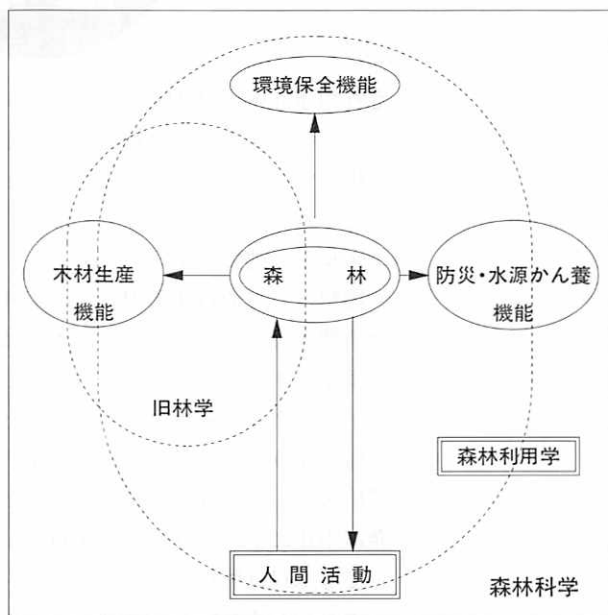 環境保全機能
木材生産
機能
森 林
防災・水源かん養
機能
旧林学
森林利用学
人間活動
森林科学